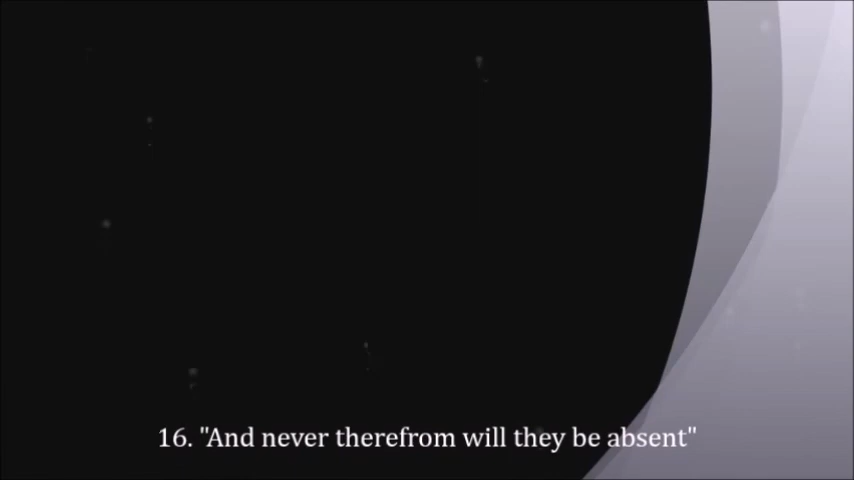 16. "And never therefrom will they be absent"